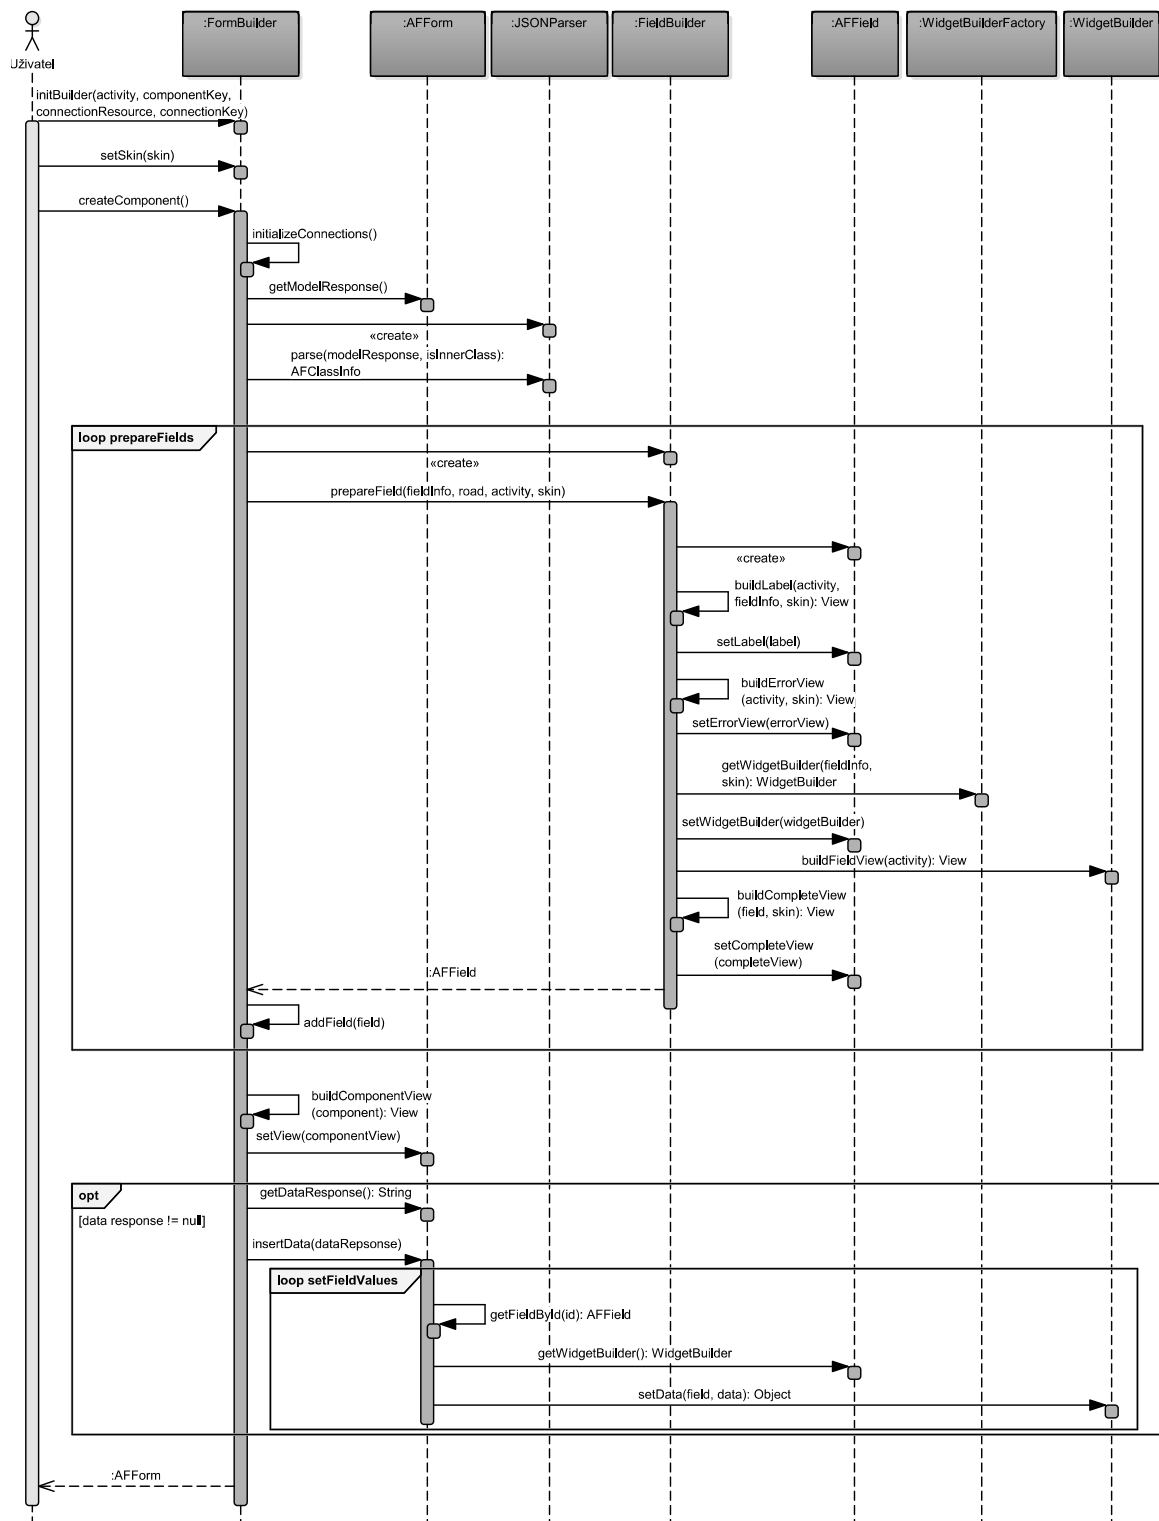 :FormBuilder
:AFForm
:JSONParser
:FieldBuilder
:AFField
:WidgetBuilderFactory
:WidgetBuilder
Uživatel
initBuilder(activity, componentKey,
connectionResource, connectionKey)
setSkin(skin)
createComponent()
initializeConnections()
getModelResponse()
«create»
parse(modelResponse, isInnerClass):
AFClassInfo
loop prepareFields
«create»
prepareField(fieldInfo, road, activity, skin)
«create»
buildLabel(activity,
fieldInfo, skin): View
setLabel(label)
buildErrorView
(activity, skin): View
setErrorView(errorView)
getWidgetBuilder(fieldInfo,
skin): WidgetBuilder
setWidgetBuilder(widgetBuilder)
buildFieldView(activity): View
buildCompleteView
(field, skin): View
setCompleteView
(completeView)
:AFField
addField(field)
buildComponentView
(component): View
setView(componentView)
opt
getDataResponse(): String
[data response != null]
insertData(dataRepsonse)
loop setFieldValues
getFieldById(id): AFField
getWidgetBuilder(): WidgetBuilder
setData(field, data): Object
:AFForm